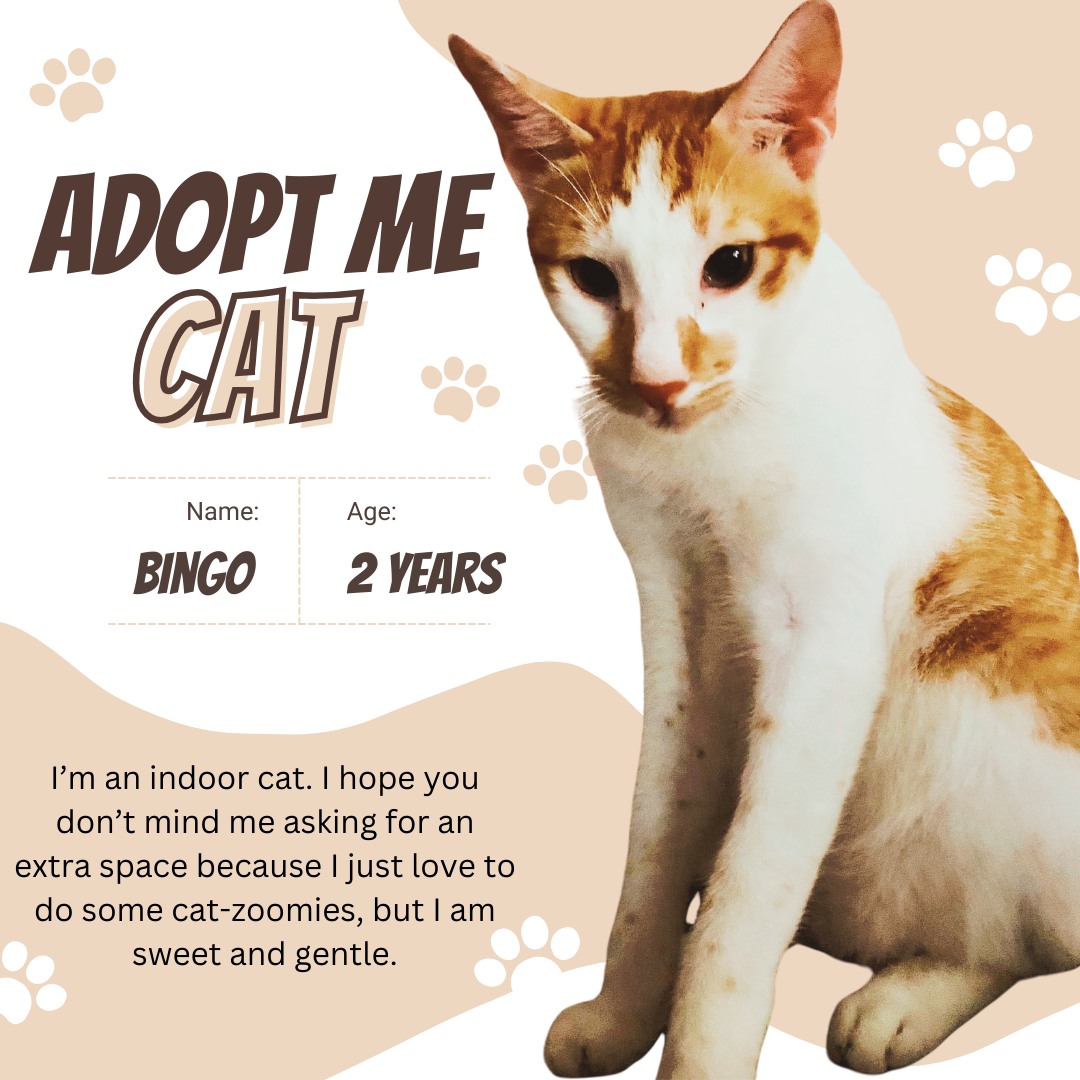 ADOPT ME
CAT
Name:
Age:
BINGO
2 YEARS
I’m an indoor cat. I hope you
don’t mind me asking for an
extra space because I just love to
do some cat-zoomies, but I am
sweet and gentle.